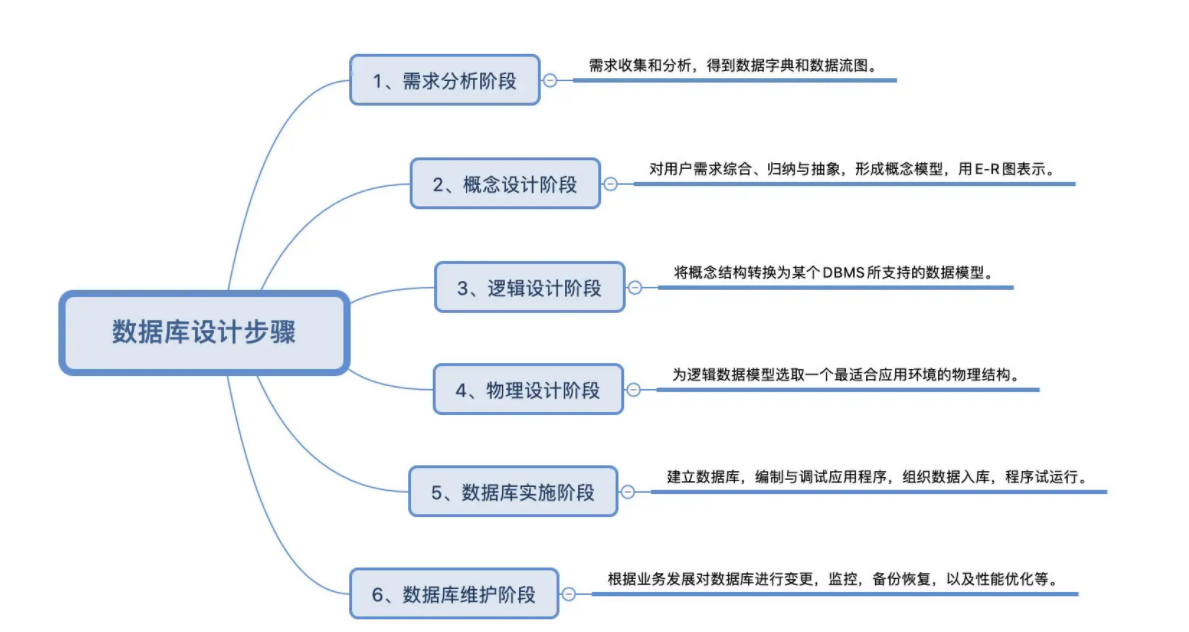 1、需求分析阶段
需求收集和分析，得到数据字典和数据流图。
2、概念设计阶段
对用户需求综合、归纳与抽象，形成概念模型，用E-R图表示。
3、逻辑设计阶段
将概念结构转换为某个DBMS所支持的数据模型。
数据库设计步骤
4、物理设计阶段
为逻辑数据模型选取一个最适合应用环境的物理结构。
5、数据库实施阶段
建立数据库，编制与调试应用程序，组织数据入库，程序试运行。
6、数据库维护阶段
根据业务发展对数据库进行变更，监控，备份恢复，以及性能优化等。